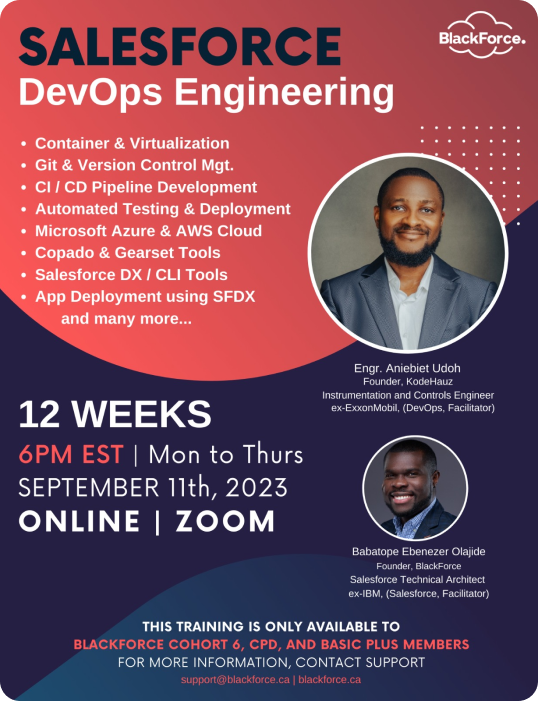 SALESFORCE
BlackForce.
DevOps Engineering
• Container & Virtualization
• Git & Version Control Mgt.
• CI / CD Pipeline Development
• Automated Testing & Deployment
• Microsoft Azure & AWS Cloud
• Copado & Gearset Tools
• Salesforce DX / CLI Tools
• App Deployment using SFDX
and many more...
Engr. Aniebiet Udoh
Founder, KodeHauz
Instrumentation and Controls Engineer
ex-ExxonMobil, (DevOps, Facilitator)
12 WEEKS
6PM EST | Mon to Thurs
SEPTEMBER 11th, 2023
ONLINE | ZOOM
Babatope Ebenezer Olajide
Founder, BlackForce
Salesforce Technical Architect
ex-IBM, (Salesforce, Facilitator)
THIS TRAINING IS ONLY AVAILABLE TO
BLACKFORCE COHORT 6, CPD, AND BASIC PLUS MEMBERS
FOR MORE INFORMATION, CONTACT SUPPORT
support@blackforce.ca | blackforce.ca